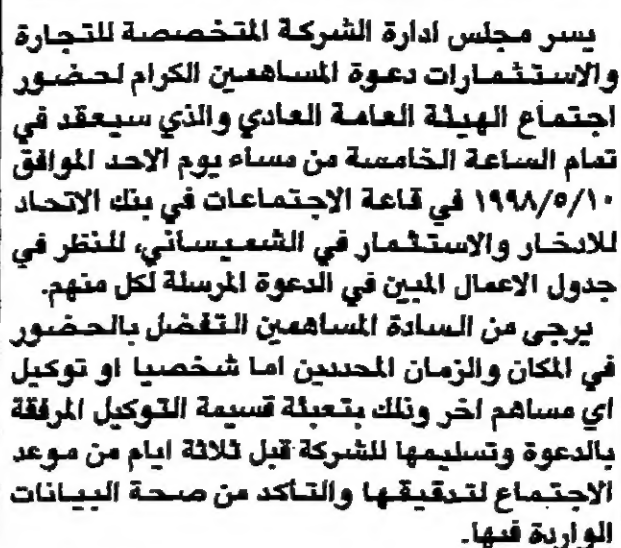 يسر مجلس ادارة الشركة المتخصصة للتجارة
والاستثمارات دعوة المساهمين الكرام لحضور
اجتماع الهيئة العامة العادي والذي سيعقد في
تمام الساعة الخامسة من مساء يوم الاحد الموافق
١٩٩٨/٥/١٠ في قاعة الاجتماعات في بنك الاتحاد
للادخار والاستثمار في الشميساني، للنظر في
جدول الاعمال المبين في الدعوة المرسلة لكل منهم.
يرجى من السادة المساهمين التفضل بالحضور
في المكان والزمان المحددين اما شخصيا او توكيل
اي مساهم اخر وذلك بتعبئة قسيمة التوكيل المرفقة
بالدعوة وتسليمها للشركة قبل ثلاثة ايام من موعد
الاجتماع لتدقيقها والتأكد من صحة البيانات
الواردة فيها.